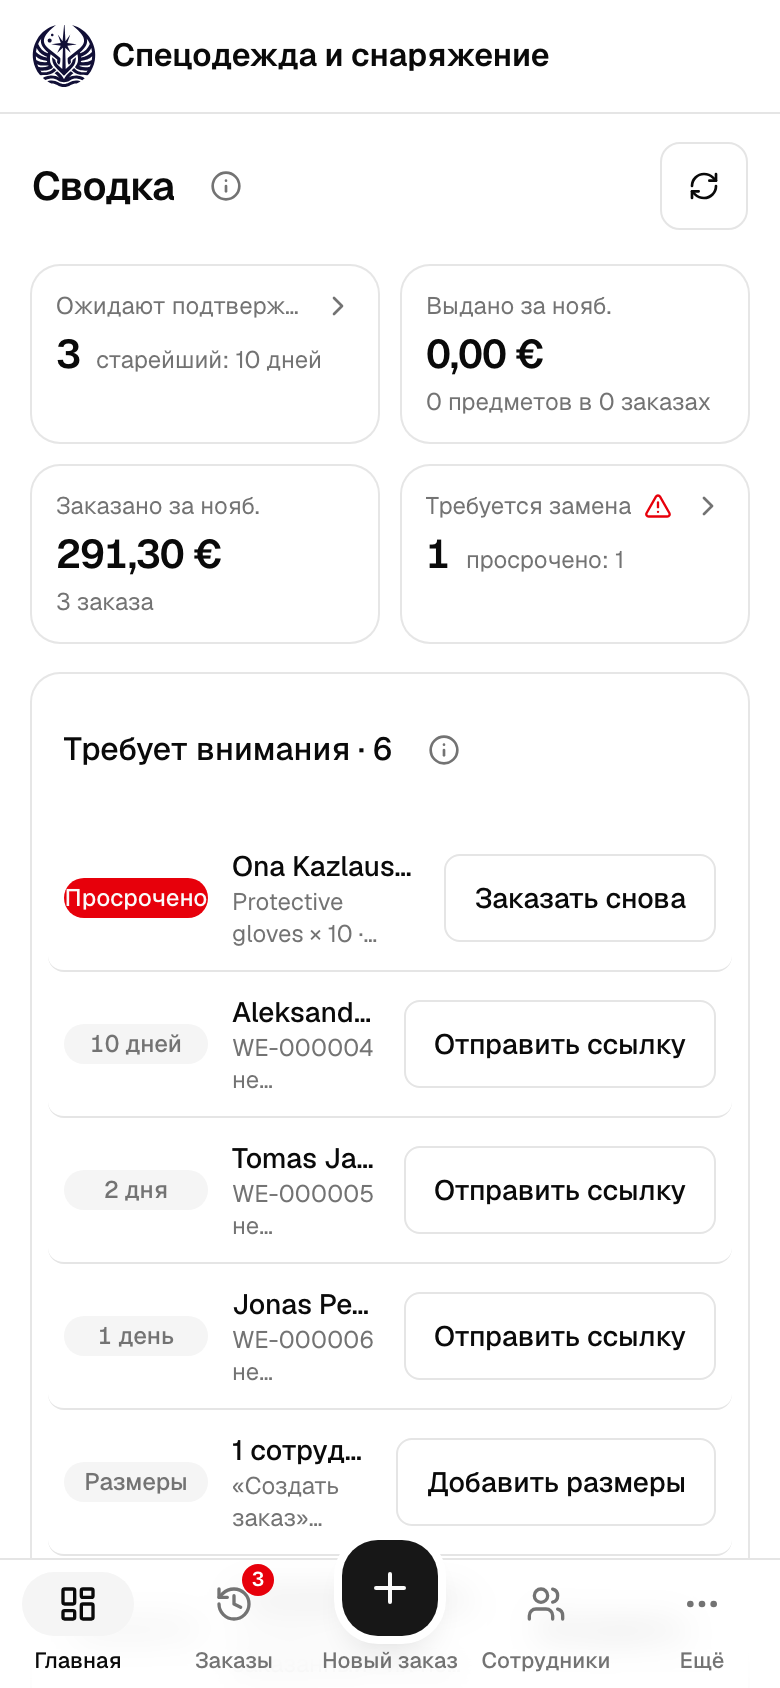 Спецодежда и снаряжение
Сводка
Ожидают подтверж...
3 старейший: 10 дней
Выдано за нояб.
0,00 €
0 предметов в 0 заказах
Заказано за нояб.
291,30 €
3 заказа
Требуется замена
1 просрочено: 1
Требует внимания · 6
Просрочено
Ona Kazlaus...
Protective
gloves × 10 ·...
Заказать снова
10 дней
Aleksand...
WE-000004
не...
Отправить ссылку
2 дня
Tomas Ja...
WE-000005
не...
Отправить ссылку
1 день
Jonas Pe...
WE-000006
не...
Отправить ссылку
Размеры
1 сотруд...
«Создать
заказ»...
Добавить размеры
3
Главная
Заказы
Новый заказ
Сотрудники
Ещё